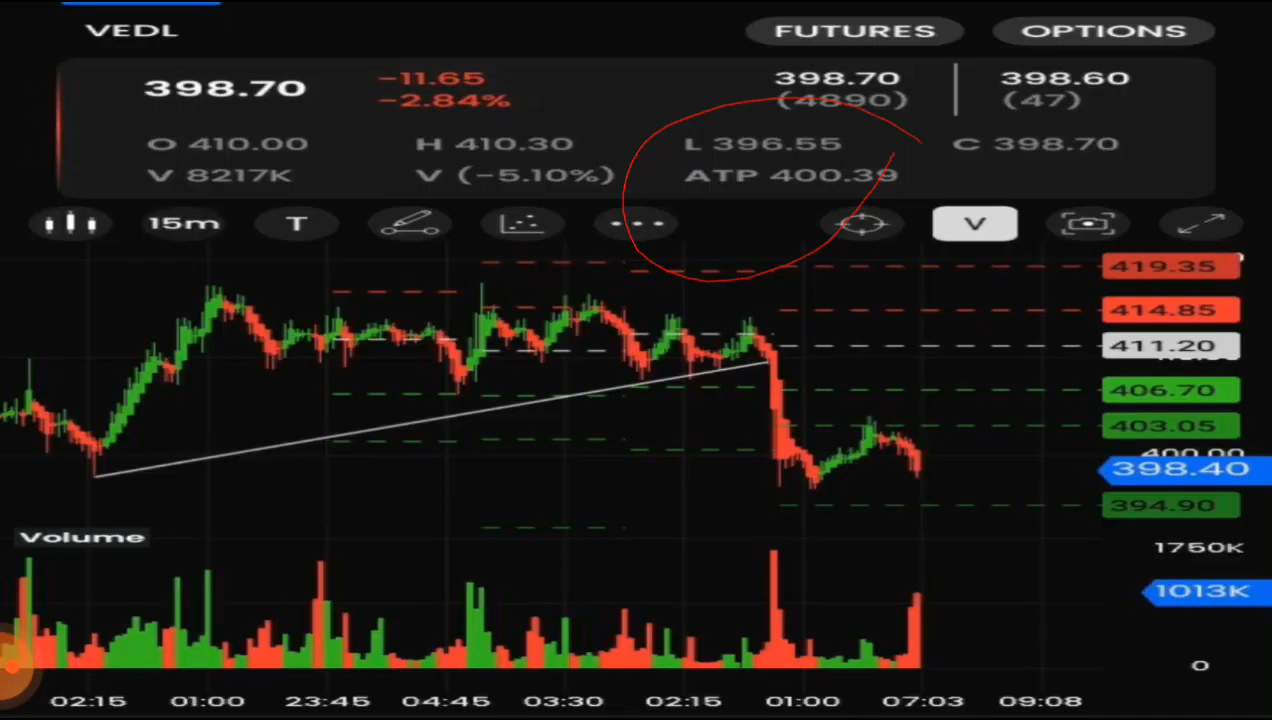 VEDL FUTURES OPTIONS
398.70 -11.65 398.70 398.60
-2.84% (4890) (47)
O 410.00 H 410.30 L 396.55 C 398.70
V 8217K V (-5.10%) ATP 400.39
15m T V
419.35
414.85
411.20
406.70
403.05
400.00
398.40
394.90
Volume
1750K
1013K
0
02:15 01:00 23:45 04:45 03:30 02:15 01:00 07:03 09:08